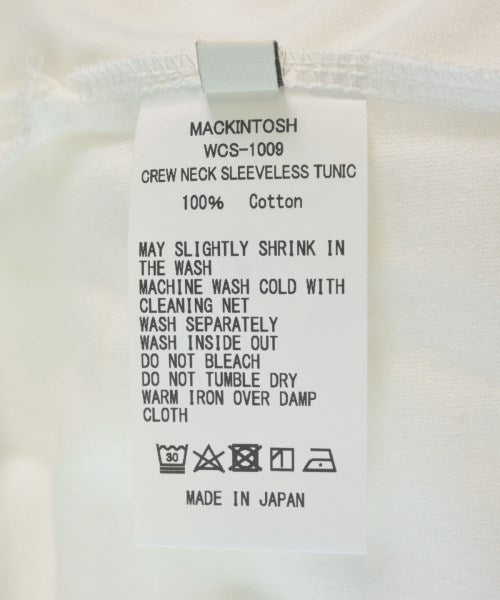 MACKINTOSH
WCS-1009
CREW NECK SLEEVELESS TUNIC
100% Cotton
MAY SLIGHTLY SHRINK IN
THE WASH
MACHINE WASH COLD WITH
CLEANING NET
WASH SEPARATELY
WASH INSIDE OUT
DO NOT BLEACH
DO NOT TUMBLE DRY
WARM IRON OVER DAMP
CLOTH
30
MADE IN JAPAN